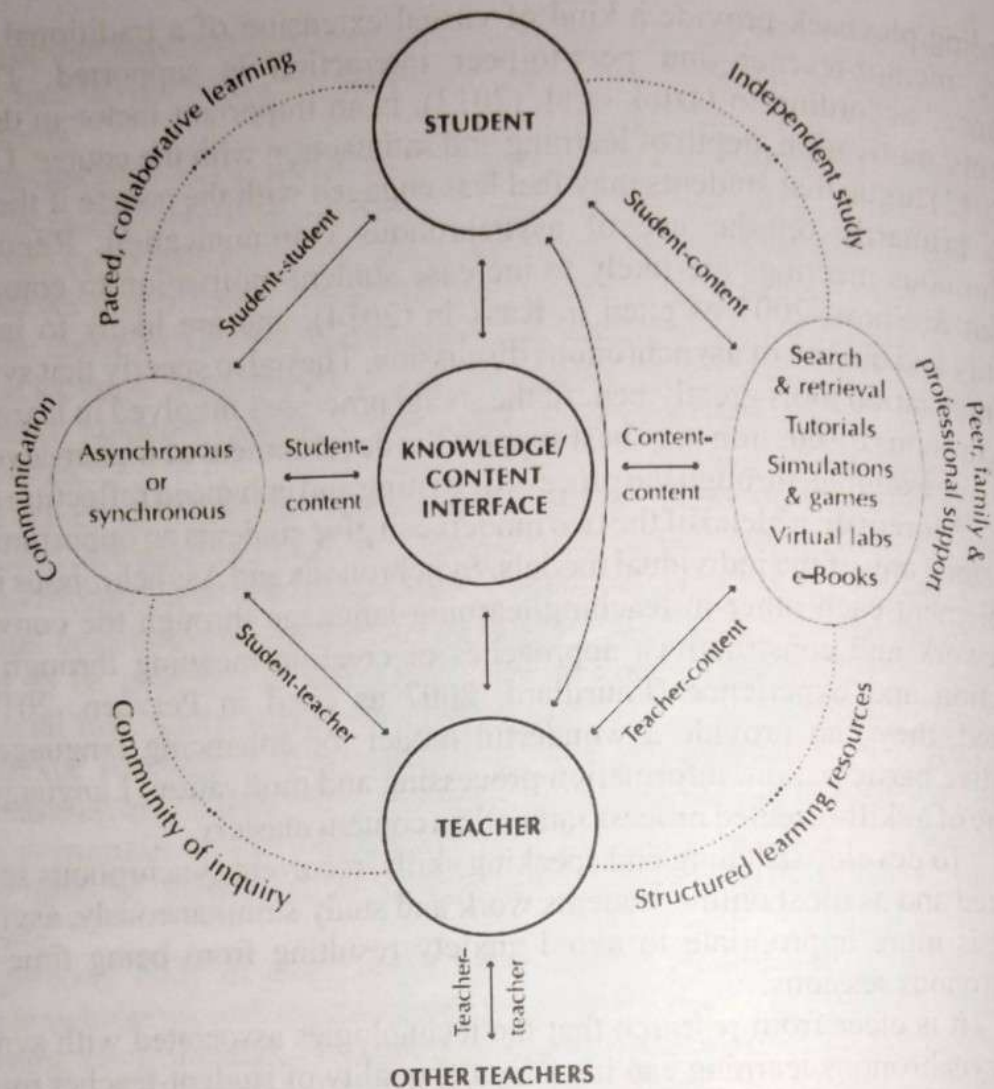 STUDENT
Paced, collaborative learning
Independent study
Student-student
Student-content
Communication
Asynchronous
or
synchronous
Student-
content
KNOWLEDGE/
CONTENT
INTERFACE
Content-
content
Search
& retrieval
Tutorials
Simulations
& games
Virtual labs
e-Books
Peer, family &
professional support
Student-teacher
Teacher-content
Community of inquiry
Structured learning resources
TEACHER
Teacher-
teacher
OTHER TEACHERS